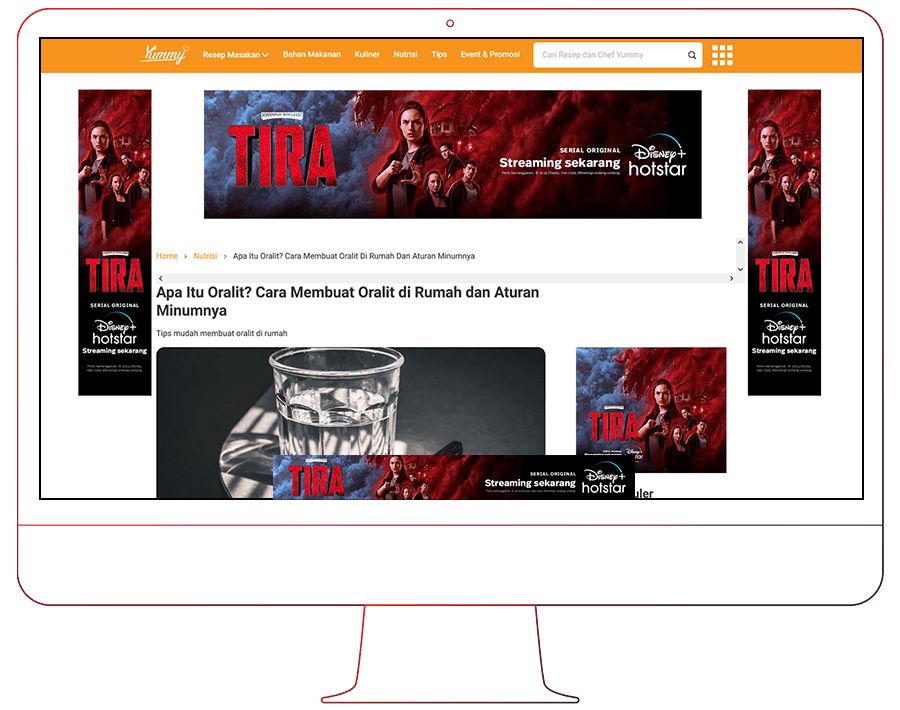 Yummy
Resep Masakan
Bahan Makanan
Kuliner
Nutrisi
Tips
Event & Promosi
Cari Resep dan Chef Yummy
TIRA
SERIAL ORIGINAL
Streaming sekarang
Disney+
hotstar
TIRA
SERIAL ORIGINAL
Disney+
hotstar
Streaming sekarang
TIRA
SERIAL ORIGINAL
Disney+
hotstar
Streaming sekarang
Home > Nutrisi > Apa Itu Oralit? Cara Membuat Oralit Di Rumah Dan Aturan Minumnya
Apa Itu Oralit? Cara Membuat Oralit di Rumah dan Aturan
Minumnya
Tips mudah membuat oralit di rumah
TIRA
TIRA
SERIAL ORIGINAL
Streaming sekarang
Disney+
hotstar